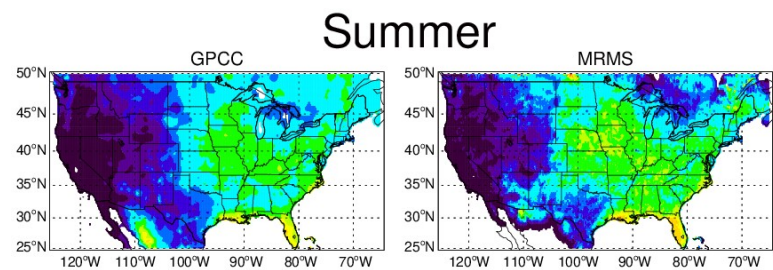 Summer
GPCC MRMS
50°N 50°N
45°N 45°N
40°N 40°N
35°N 35°N
30°N 30°N
25°N 25°N
120°W 110°W 100°W 90°W 80°W 70°W 120°W 110°W 100°W 90°W 80°W 70°W